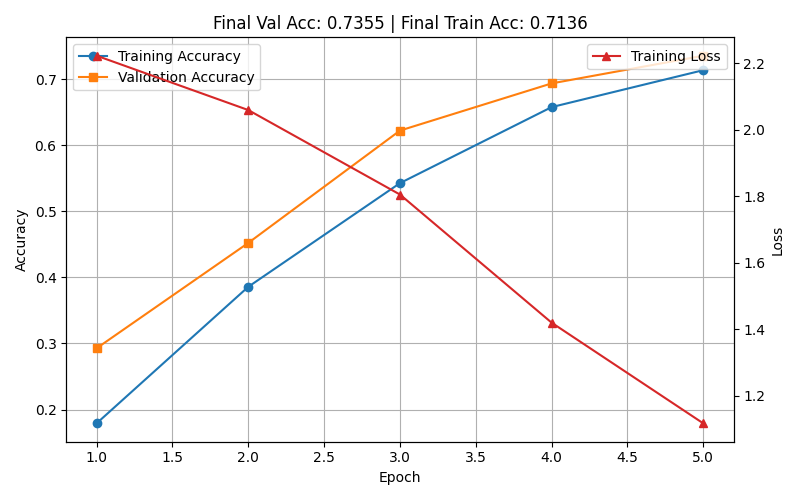 Final Val Acc: 0.7355 | Final Train Acc: 0.7136
Training Accuracy
Validation Accuracy
Training Loss
Accuracy
0.7
0.6
0.5
0.4
0.3
0.2
2.2
2.0
1.8
1.6
1.4
1.2
Loss
1.0 1.5 2.0 2.5 3.0 3.5 4.0 4.5 5.0
Epoch